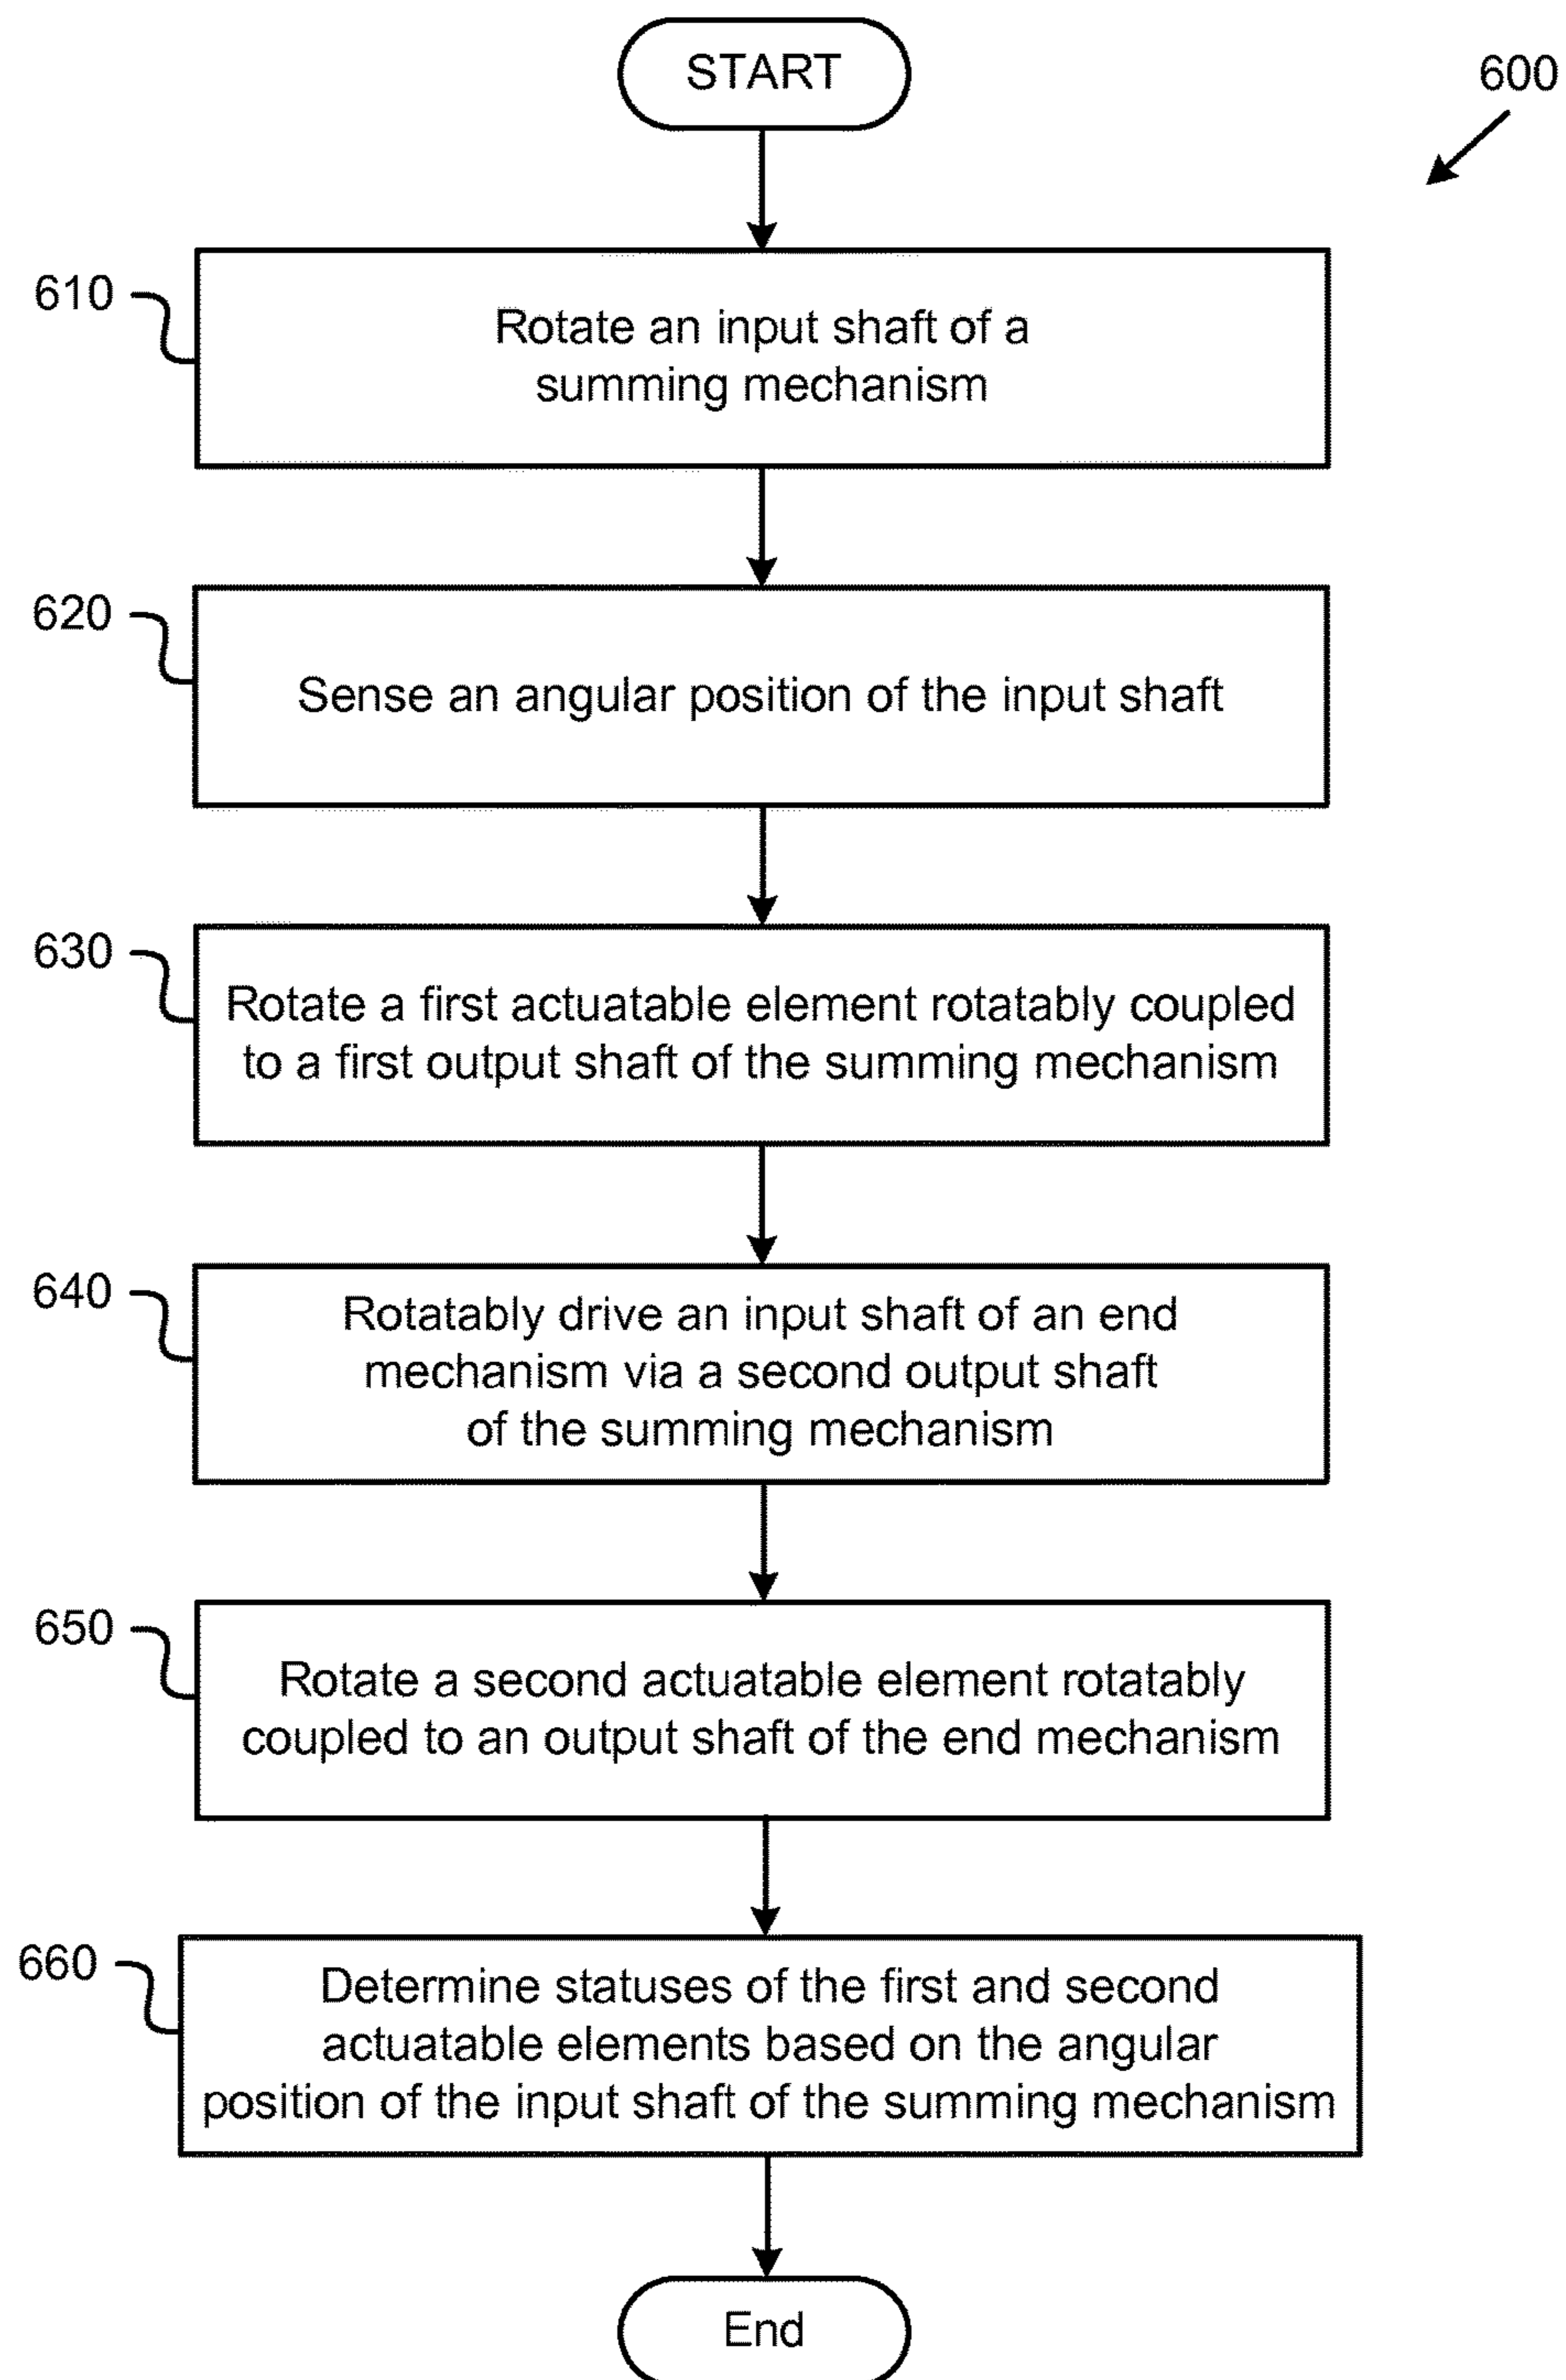 START
600
610
Rotate an input shaft of a
summing mechanism
620
Sense an angular position of the input shaft
630
Rotate a first actuatable element rotatably coupled
to a first output shaft of the summing mechanism
640
Rotatably drive an input shaft of an end
mechanism via a second output shaft
of the summing mechanism
650
Rotate a second actuatable element rotatably
coupled to an output shaft of the end mechanism
660
Determine statuses of the first and second
actuatable elements based on the angular
position of the input shaft of the summing mechanism
End